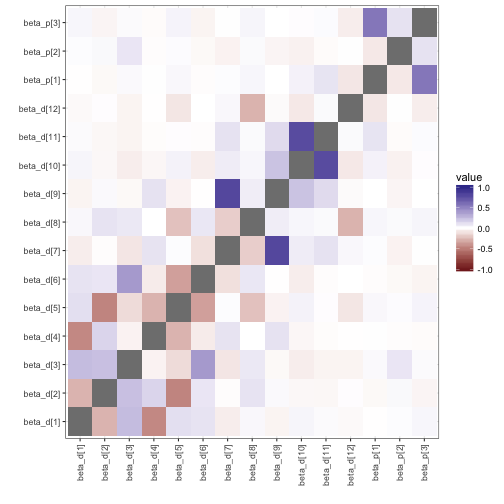 beta_p[3]
beta_p[2]
beta_p[1]
beta_d[12]
beta_d[11]
beta_d[10]
beta_d[9]
beta_d[8]
beta_d[7]
beta_d[6]
beta_d[5]
beta_d[4]
beta_d[3]
beta_d[2]
beta_d[1]
beta_d[1]
beta_d[2]
beta_d[3]
beta_d[4]
beta_d[5]
beta_d[6]
beta_d[7]
beta_d[8]
beta_d[9]
beta_d[10]
beta_d[11]
beta_d[12]
beta_p[1]
beta_p[2]
beta_p[3]
value
1.0
0.5
0.0
-0.5
-1.0